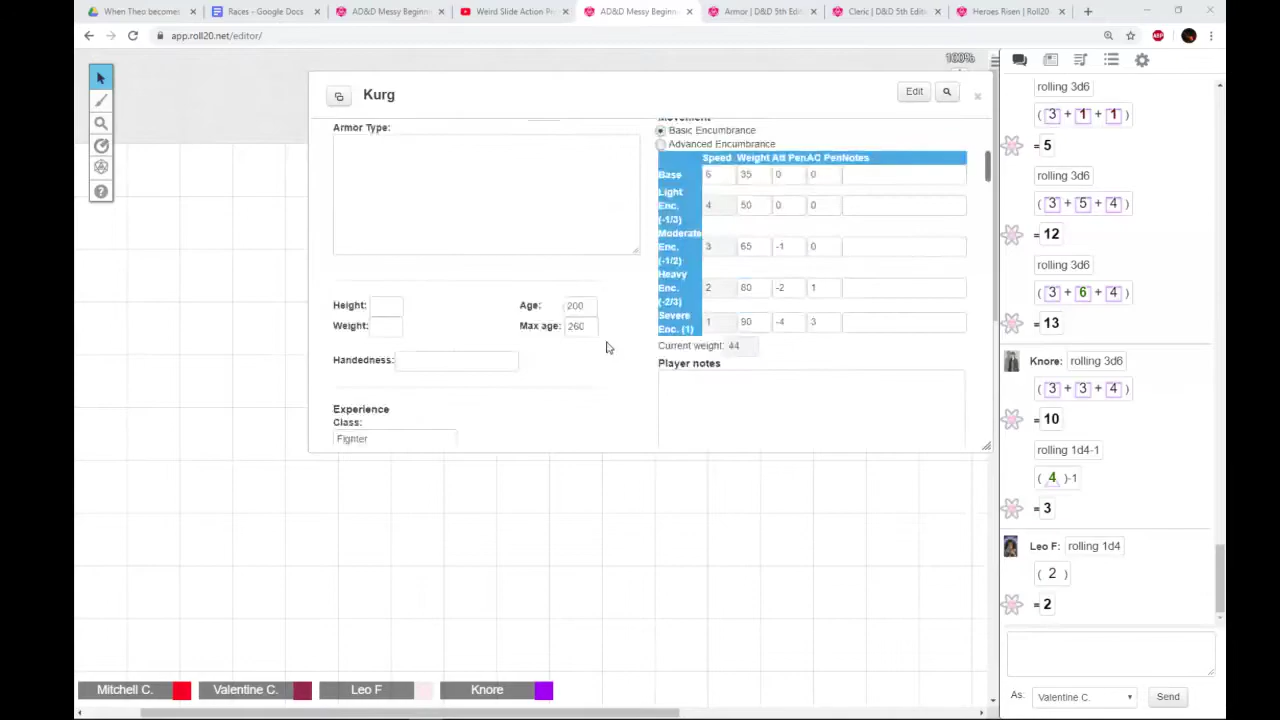 When Theo becomes
Races - Google Docs
AD&D Messy Beginn
Weird Slide Action P
AD&D Messy Beginn
Armor | D&D 5th Edit
Cleric | D&D 5th Edit
Heroes Risen | Roll20
app.roll20.net/editor/
100%
Kurg
Edit
Armor Type:
Height:
Age: 200
Weight:
Max age: 260
Handedness:
Experience
Class:
Fighter
Movement
Basic Encumbrance
Advanced Encumbrance
Speed Weight Att Pen AC Pen Notes
Base 6 35 0 0
Light Enc. (-1/3) 4 50 0 0
Moderate Enc. (-1/2) 3 65 -1 0
Heavy Enc. (-2/3) 2 80 -2 1
Severe Enc. (1) 1 90 -4 3
Current weight: 44
Player notes
rolling 3d6
( 3 + 1 + 1 )
= 5
rolling 3d6
( 3 + 5 + 4 )
= 12
rolling 3d6
( 3 + 6 + 4 )
= 13
Knore: rolling 3d6
( 3 + 3 + 4 )
= 10
rolling 1d4-1
( 4 )-1
= 3
Leo F: rolling 1d4
( 2 )
= 2
As: Valentine C. Send
Mitchell C. Valentine C. Leo F Knore